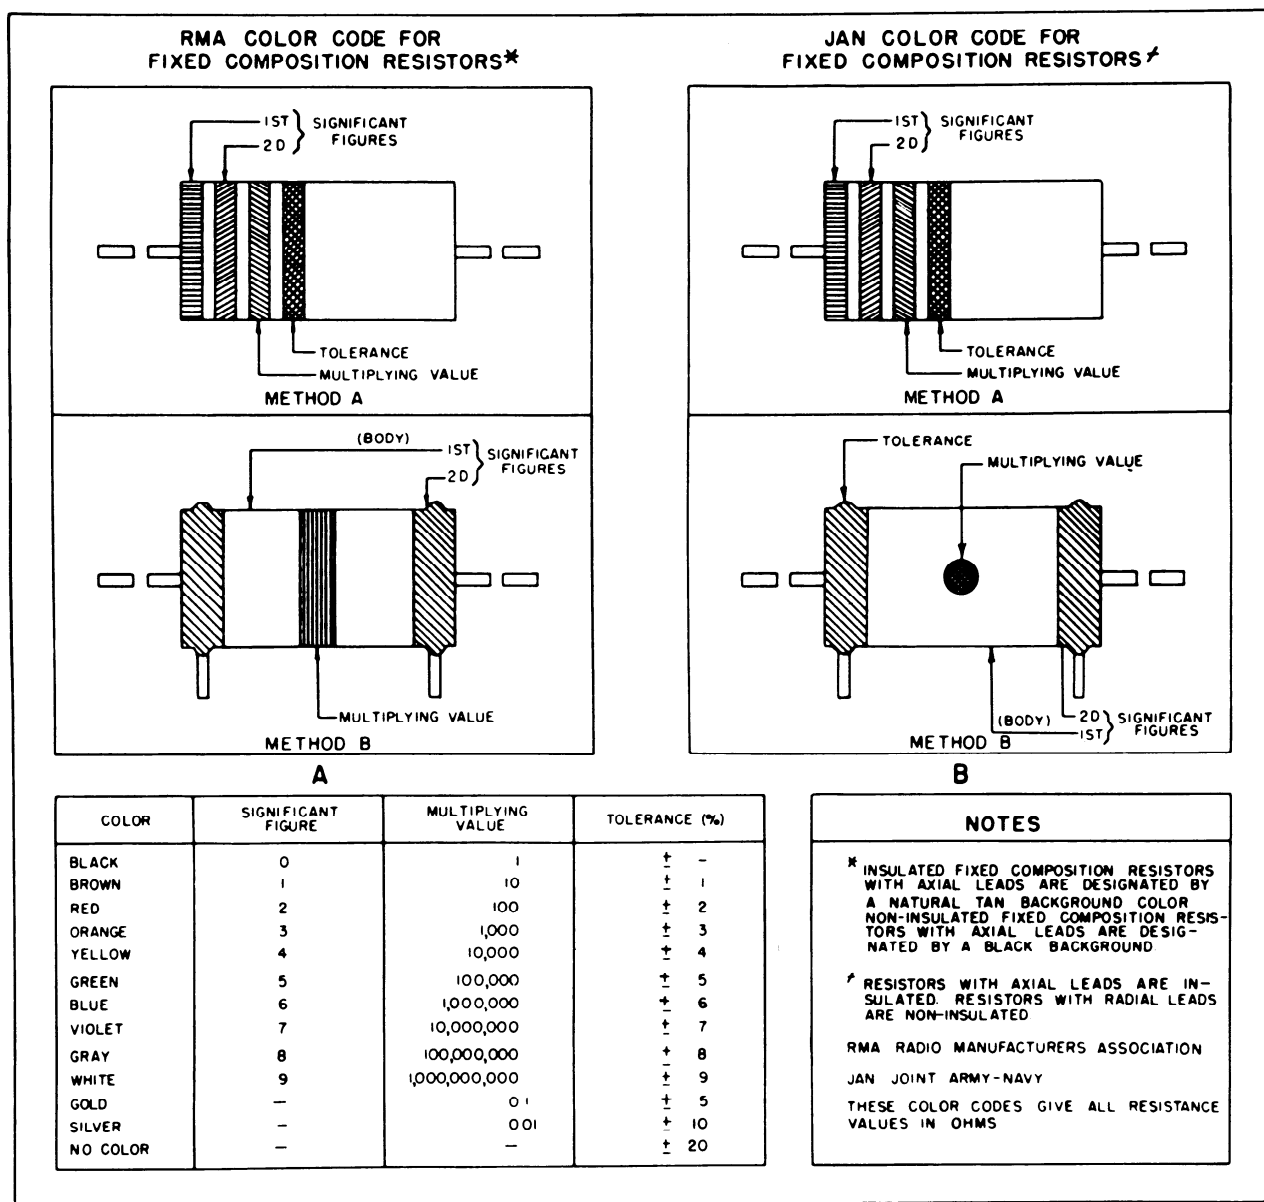 RMA COLOR CODE FOR
FIXED COMPOSITION RESISTORS*
1ST
2D
SIGNIFICANT
FIGURES
TOLERANCE
MULTIPLYING VALUE
METHOD A
(BODY)
1ST
2D
SIGNIFICANT
FIGURES
MULTIPLYING VALUE
METHOD B
A
JAN COLOR CODE FOR
FIXED COMPOSITION RESISTORS⌿
1ST
2D
SIGNIFICANT
FIGURES
TOLERANCE
MULTIPLYING VALUE
METHOD A
TOLERANCE
MULTIPLYING VALUE
(BODY)
2D
1ST
SIGNIFICANT
FIGURES
METHOD B
B
COLOR SIGNIFICANT FIGURE MULTIPLYING VALUE TOLERANCE (%)
BLACK 0 1 ± -
BROWN 1 10 ± 1
RED 2 100 ± 2
ORANGE 3 1,000 ± 3
YELLOW 4 10,000 ± 4
GREEN 5 100,000 ± 5
BLUE 6 1,000,000 ± 6
VIOLET 7 10,000,000 ± 7
GRAY 8 100,000,000 ± 8
WHITE 9 1,000,000,000 ± 9
GOLD — 0 1 ± 5
SILVER — 0 01 ± 10
NO COLOR — — ± 20
NOTES
* INSULATED FIXED COMPOSITION RESISTORS
WITH AXIAL LEADS ARE DESIGNATED BY
A NATURAL TAN BACKGROUND COLOR
NON-INSULATED FIXED COMPOSITION RESIS-
TORS WITH AXIAL LEADS ARE DESIG-
NATED BY A BLACK BACKGROUND
⌿ RESISTORS WITH AXIAL LEADS ARE IN-
SULATED. RESISTORS WITH RADIAL LEADS
ARE NON-INSULATED
RMA RADIO MANUFACTURERS ASSOCIATION
JAN JOINT ARMY-NAVY
THESE COLOR CODES GIVE ALL RESISTANCE
VALUES IN OHMS